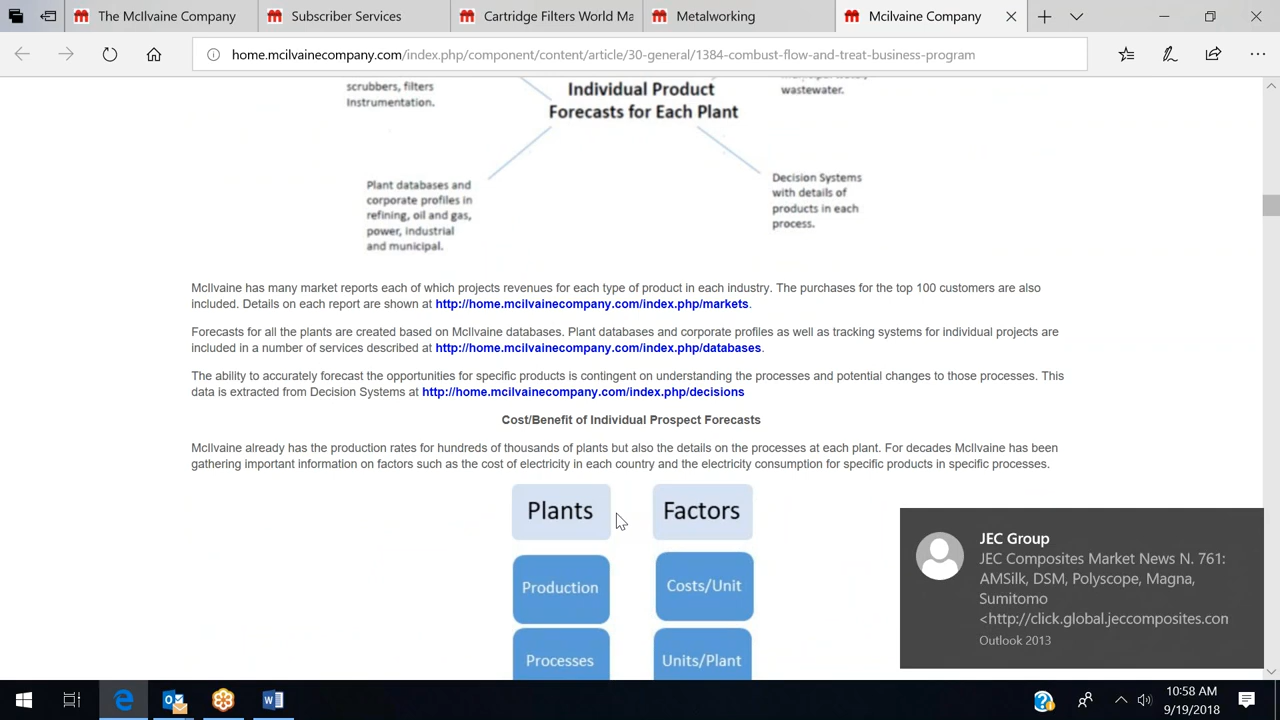 The McIlvaine Company
Subscriber Services
Cartridge Filters World Ma
Metalworking
McIlvaine Company
home.mcilvainecompany.com/index.php/component/content/article/30-general/1384-combust-flow-and-treat-business-program
scrubbers, filters
Instrumentation.
Individual Product
Forecasts for Each Plant
wastewater.
Plant databases and
corporate profiles in
refining, oil and gas,
power, industrial
and municipal.
Decision Systems
with details of
products in each
process.
McIlvaine has many market reports each of which projects revenues for each type of product in each industry. The purchases for the top 100 customers are also
included. Details on each report are shown at http://home.mcilvainecompany.com/index.php/markets.
Forecasts for all the plants are created based on McIlvaine databases. Plant databases and corporate profiles as well as tracking systems for individual projects are
included in a number of services described at http://home.mcilvainecompany.com/index.php/databases.
The ability to accurately forecast the opportunities for specific products is contingent on understanding the processes and potential changes to those processes. This
data is extracted from Decision Systems at http://home.mcilvainecompany.com/index.php/decisions
Cost/Benefit of Individual Prospect Forecasts
McIlvaine already has the production rates for hundreds of thousands of plants but also the details on the processes at each plant. For decades McIlvaine has been
gathering important information on factors such as the cost of electricity in each country and the electricity consumption for specific products in specific processes.
Plants
Factors
Production
Costs/Unit
Processes
Units/Plant
JEC Group
JEC Composites Market News N. 761:
AMSilk, DSM, Polyscope, Magna,
Sumitomo
<http://click.global.jeccomposites.con
Outlook 2013
10:58 AM
9/19/2018